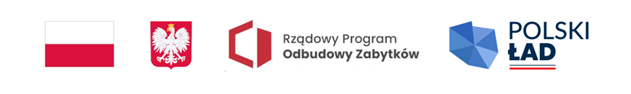 Rządowy Program
Odbudowy Zabytków
POLSKI
ŁAD